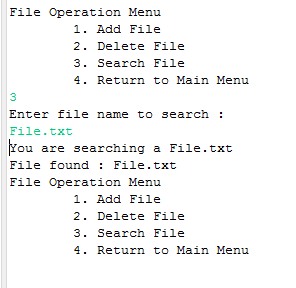 File Operation Menu
1. Add File
2. Delete File
3. Search File
4. Return to Main Menu
3
Enter file name to search :
File.txt
You are searching a File.txt
File found : File.txt
File Operation Menu
1. Add File
2. Delete File
3. Search File
4. Return to Main Menu